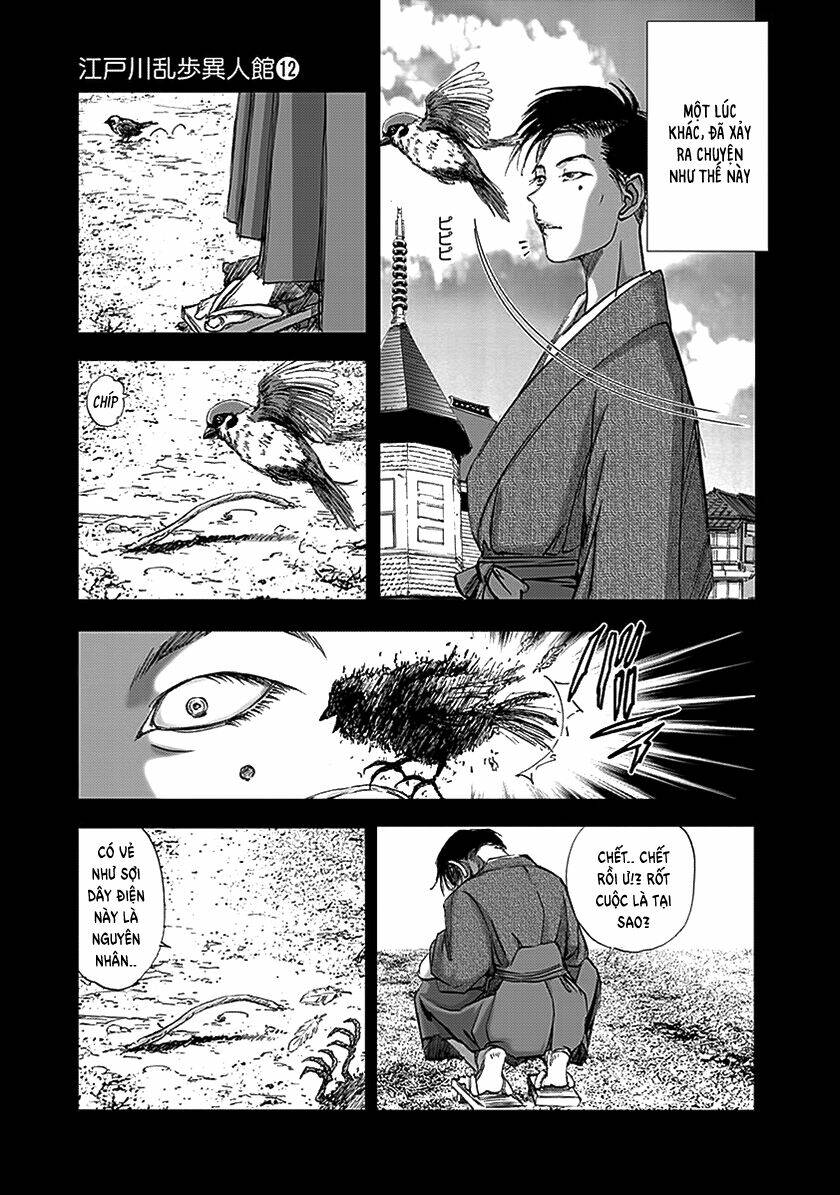 江戸川乱歩異人館⑫
MỘT LÚC
KHÁC, ĐÃ XẢY
RA CHUYỆN
NHƯ THẾ NÀY
CHÍP
CHẾT.. CHẾT
RỒI Ư!? RỐT
CUỘC LÀ TẠI
SAO?
CÓ VẺ
NHƯ SỢI
DÂY ĐIỆN
NÀY LÀ
NGUYÊN
NHÂN..